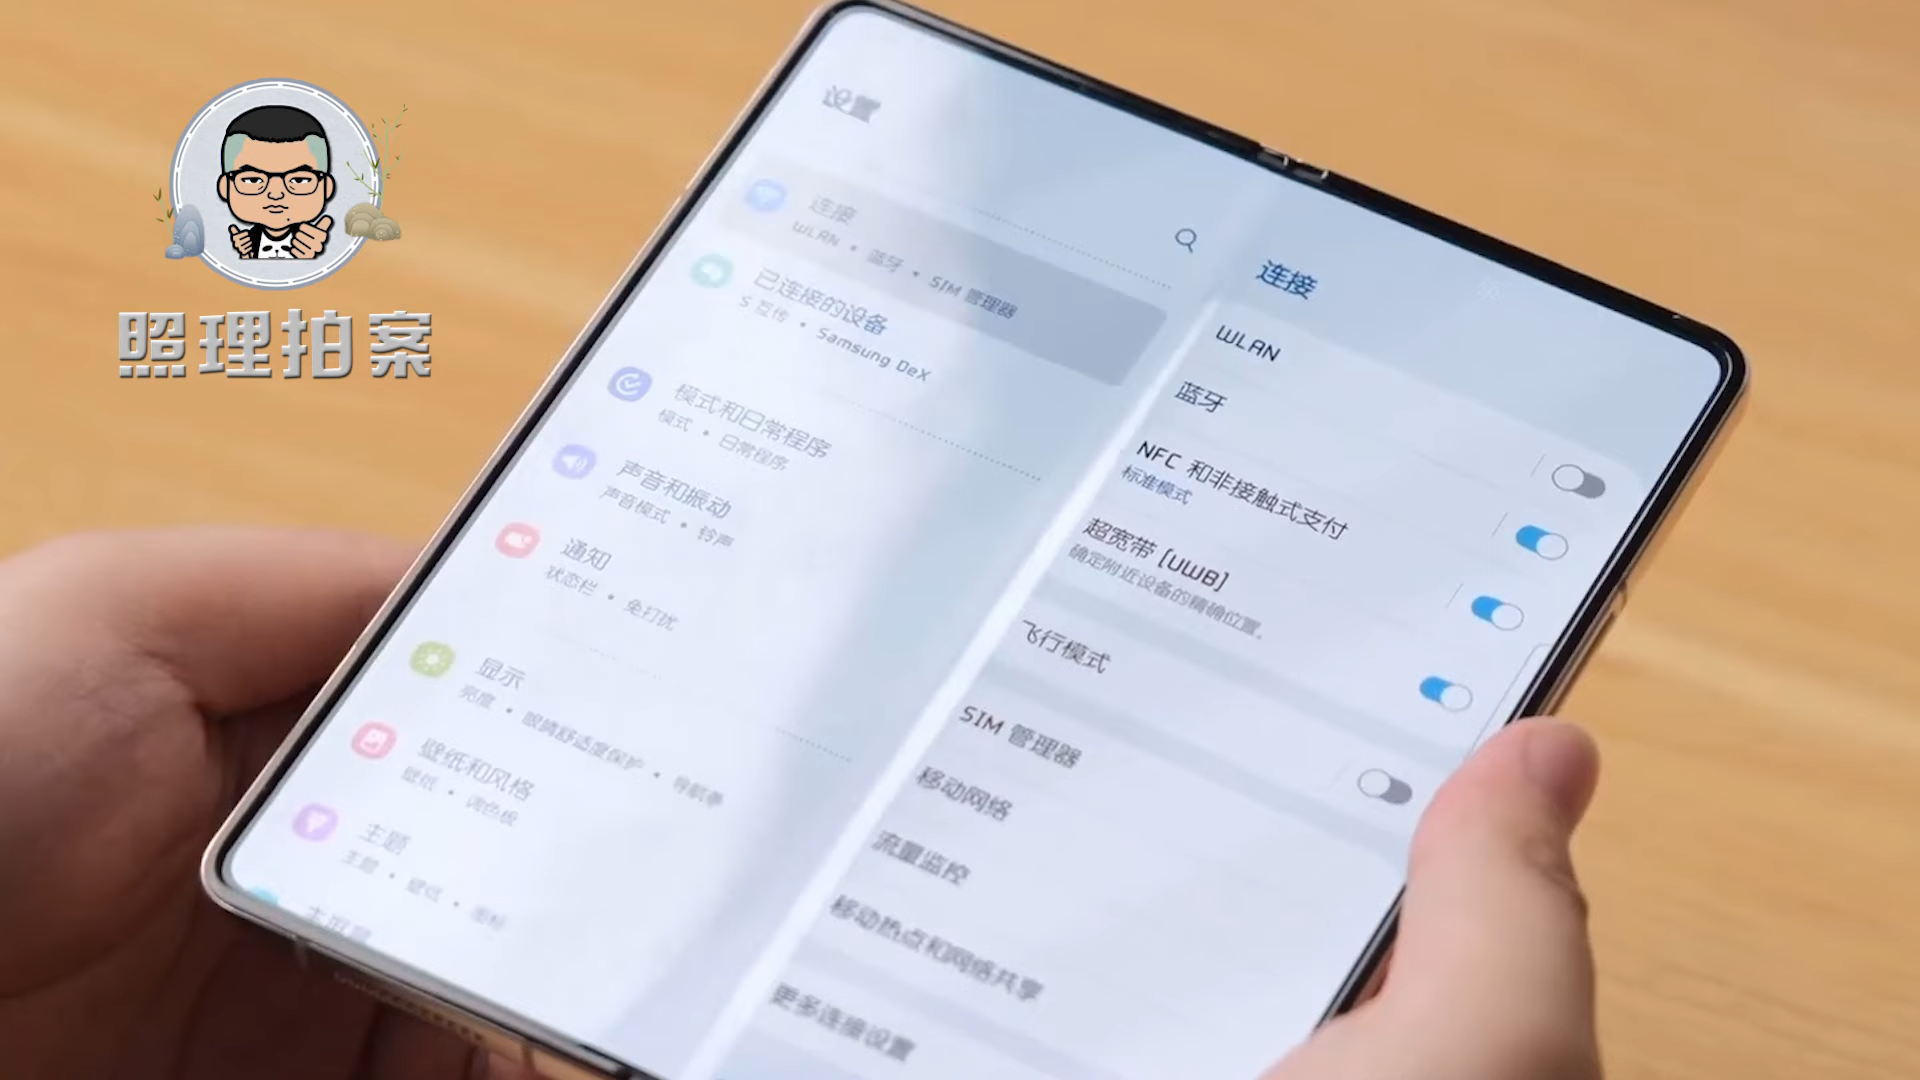 照理拍案
设置
连接
WLAN • 蓝牙 • SIM 管理器
已连接的设备
S 互传 • Samsung DeX
模式和日常程序
模式 • 日常程序
声音和振动
声音模式 • 铃声
通知
状态栏 • 免打扰
显示
亮度 • 眼睛舒适度保护 • 导航条
壁纸和风格
壁纸 • 调色板
主题
主题 • 壁纸 • 图标
连接
WLAN
蓝牙
NFC 和非接触式支付
标准模式
超宽带 [UWB]
确定附近设备的精确位置。
飞行模式
SIM 管理器
移动网络
流量监控
移动热点和网络共享
更多连接设置